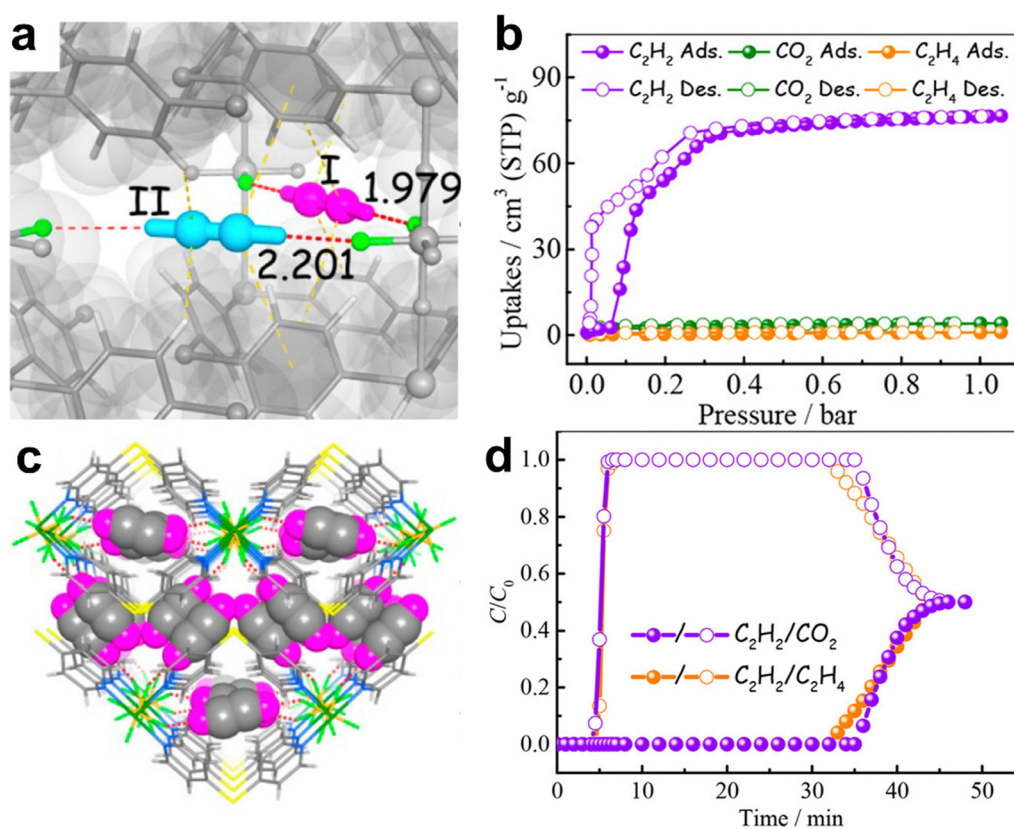 a
I
1.979
II
2.201
b
C₂H₂ Ads. CO₂ Ads. C₂H₄ Ads.
C₂H₂ Des. CO₂ Des. C₂H₄ Des.
Uptakes / cm³ (STP) g⁻¹
90
60
30
0
0.0 0.2 0.4 0.6 0.8 1.0
Pressure / bar
c
d
C/C₀
1.0
0.8
0.6
0.4
0.2
0.0
/ C₂H₂/CO₂
/ C₂H₂/C₂H₄
0 10 20 30 40 50
Time / min